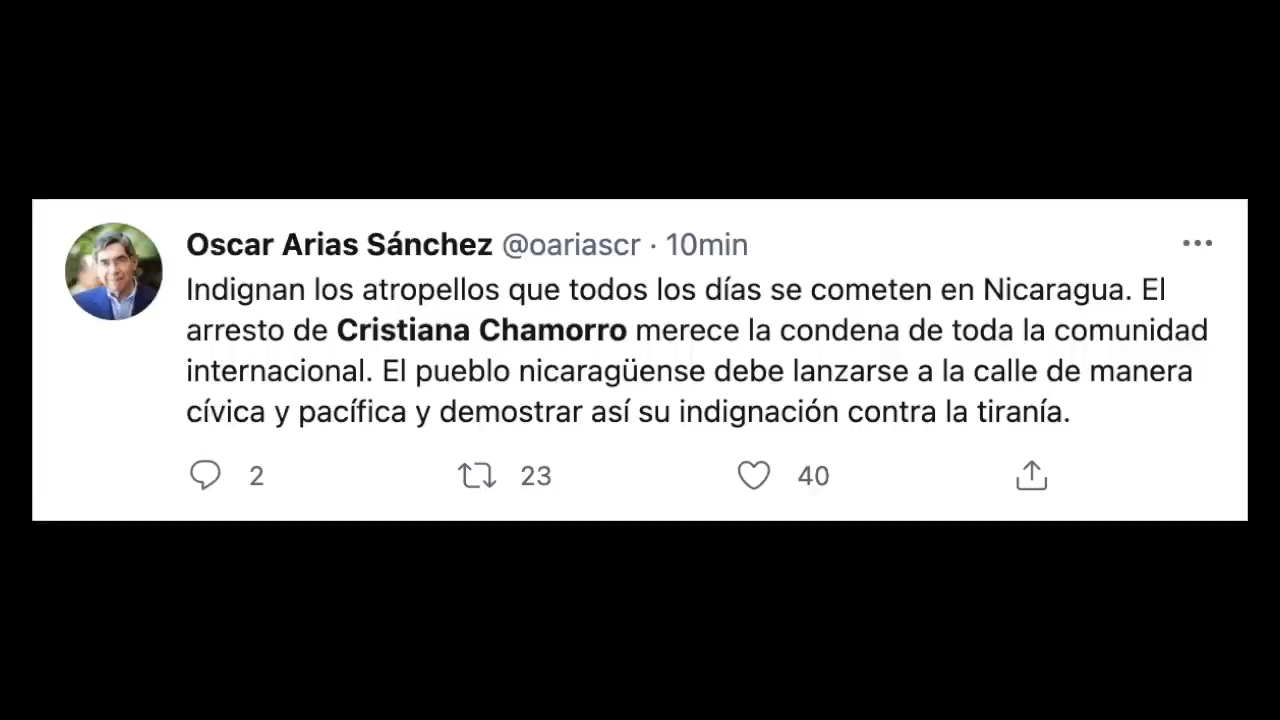 Oscar Arias Sánchez @oariascr · 10min
Indignan los atropellos que todos los días se cometen en Nicaragua. El
arresto de Cristiana Chamorro merece la condena de toda la comunidad
internacional. El pueblo nicaragüense debe lanzarse a la calle de manera
cívica y pacífica y demostrar así su indignación contra la tiranía.
2 23 40